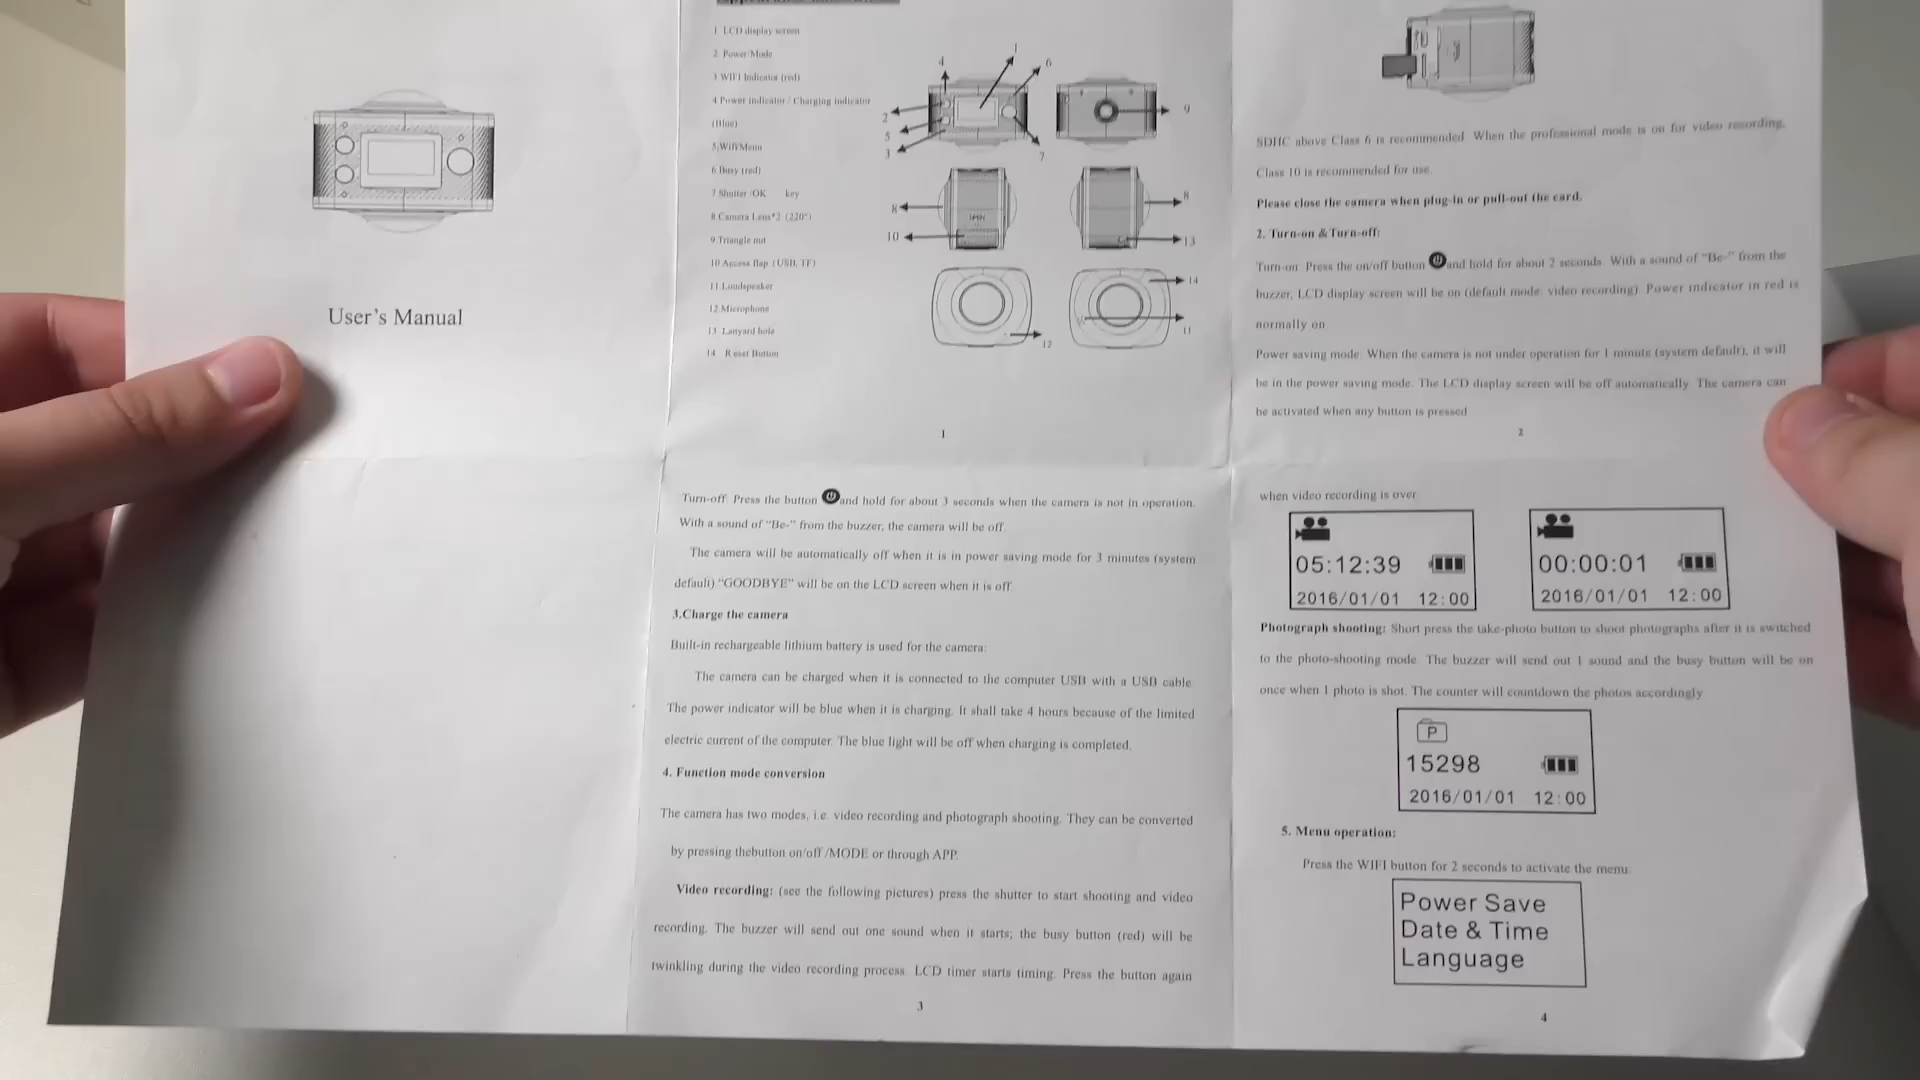 User's Manual
1 LCD display screen
2 Power/Mode
3 WIFI Indicator (red)
4 Power indicator / Charging indicator
(Blue)
5,Wifi/Menu
6 Busy (red)
7 Shutter /OK key
8 Camera Lens*2 (220°)
9 Triangle nut
10 Access flap (USB, TF)
11 Loudspeaker
12 Microphone
13 Lanyard hole
14 Reset Button
1
4
6
2
5
3
7
9
8
10
8
13
12
14
11
1
SDHC above Class 6 is recommended. When the professional mode is on for video recording,
Class 10 is recommended for use.
Please close the camera when plug-in or pull-out the card.
2. Turn-on & Turn-off:
Turn-on: Press the on/off button and hold for about 2 seconds. With a sound of "Be-" from the
buzzer, LCD display screen will be on (default mode: video recording). Power indicator in red is
normally on.
Power saving mode: When the camera is not under operation for 1 minute (system default), it will
be in the power saving mode. The LCD display screen will be off automatically. The camera can
be activated when any button is pressed.
2
Turn-off: Press the button and hold for about 3 seconds when the camera is not in operation.
With a sound of "Be-" from the buzzer, the camera will be off.
The camera will be automatically off when it is in power saving mode for 3 minutes (system
default) "GOODBYE" will be on the LCD screen when it is off.
3.Charge the camera
Built-in rechargeable lithium battery is used for the camera:
The camera can be charged when it is connected to the computer USB with a USB cable.
The power indicator will be blue when it is charging. It shall take 4 hours because of the limited
electric current of the computer. The blue light will be off when charging is completed.
4. Function mode conversion
The camera has two modes, i.e. video recording and photograph shooting. They can be converted
by pressing thebutton on/off /MODE or through APP.
Video recording: (see the following pictures) press the shutter to start shooting and video
recording. The buzzer will send out one sound when it starts; the busy button (red) will be
twinkling during the video recording process. LCD timer starts timing. Press the button again
3
when video recording is over
05:12:39
2016/01/01 12:00
00:00:01
2016/01/01 12:00
Photograph shooting: Short press the take-photo button to shoot photographs after it is switched
to the photo-shooting mode. The buzzer will send out 1 sound and the busy button will be on
once when 1 photo is shot. The counter will countdown the photos accordingly
P
15298
2016/01/01 12:00
5. Menu operation:
Press the WIFI button for 2 seconds to activate the menu:
Power Save
Date & Time
Language
4